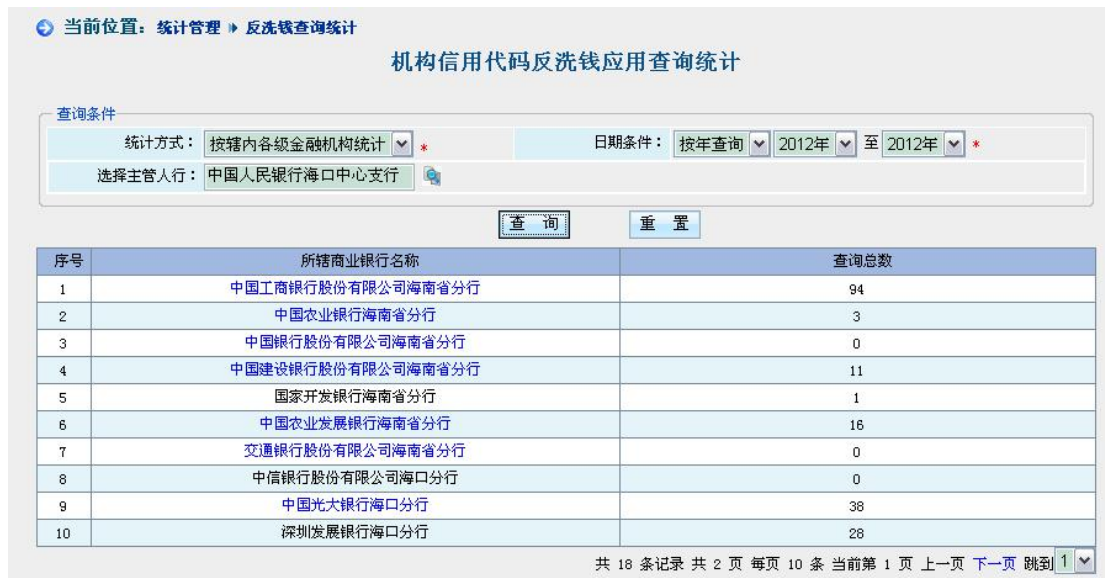 当前位置：统计管理 ▶ 反洗钱查询统计
机构信用代码反洗钱应用查询统计
查询条件
统计方式： 按辖内各级金融机构统计 * 日期条件： 按年查询 2012年 至 2012年 *
选择主管人行： 中国人民银行海口中心支行
查 询 重 置
序号 所辖商业银行名称 查询总数
1 中国工商银行股份有限公司海南省分行 94
2 中国农业银行海南省分行 3
3 中国银行股份有限公司海南省分行 0
4 中国建设银行股份有限公司海南省分行 11
5 国家开发银行海南省分行 1
6 中国农业发展银行海南省分行 16
7 交通银行股份有限公司海南省分行 0
8 中信银行股份有限公司海口分行 0
9 中国光大银行海口分行 38
10 深圳发展银行海口分行 28
共 18 条记录 共 2 页 每页 10 条 当前第 1 页 上一页 下一页 跳到 1